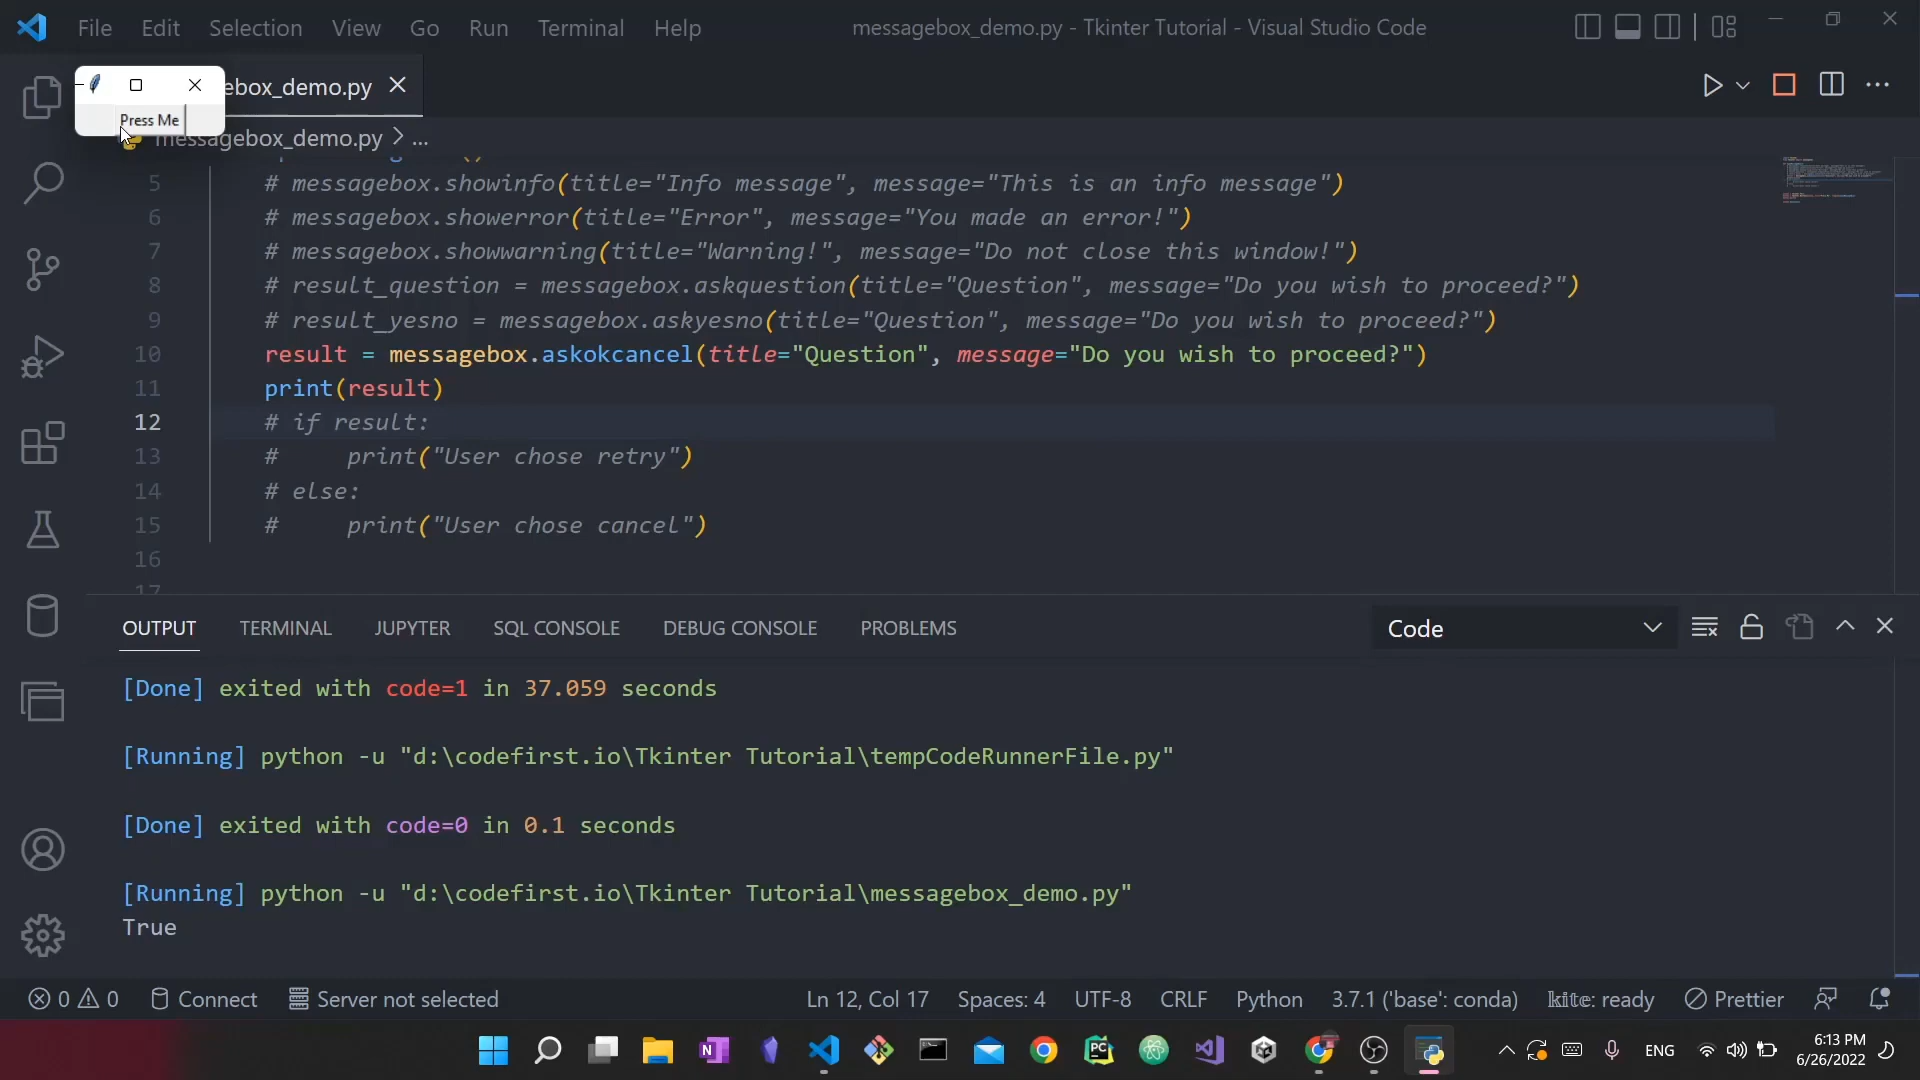 File Edit Selection View Go Run Terminal Help messagebox_demo.py - Tkinter Tutorial - Visual Studio Code
ebox_demo.py
Press Me
messagebox_demo.py > ...
5 # messagebox.showinfo(title="Info message", message="This is an info message")
6 # messagebox.showerror(title="Error", message="You made an error!")
7 # messagebox.showwarning(title="Warning!", message="Do not close this window!")
8 # result_question = messagebox.askquestion(title="Question", message="Do you wish to proceed?")
9 # result_yesno = messagebox.askyesno(title="Question", message="Do you wish to proceed?")
10 result = messagebox.askokcancel(title="Question", message="Do you wish to proceed?")
11 print(result)
12 # if result:
13 #     print("User chose retry")
14 # else:
15 #     print("User chose cancel")
16
17
OUTPUT TERMINAL JUPYTER SQL CONSOLE DEBUG CONSOLE PROBLEMS Code
[Done] exited with code=1 in 37.059 seconds
[Running] python -u "d:\codefirst.io\Tkinter Tutorial\tempCodeRunnerFile.py"
[Done] exited with code=0 in 0.1 seconds
[Running] python -u "d:\codefirst.io\Tkinter Tutorial\messagebox_demo.py"
True
0 0 Connect Server not selected Ln 12, Col 17 Spaces: 4 UTF-8 CRLF Python 3.7.1 ('base': conda) kite: ready Prettier
ENG 6:13 PM
6/26/2022